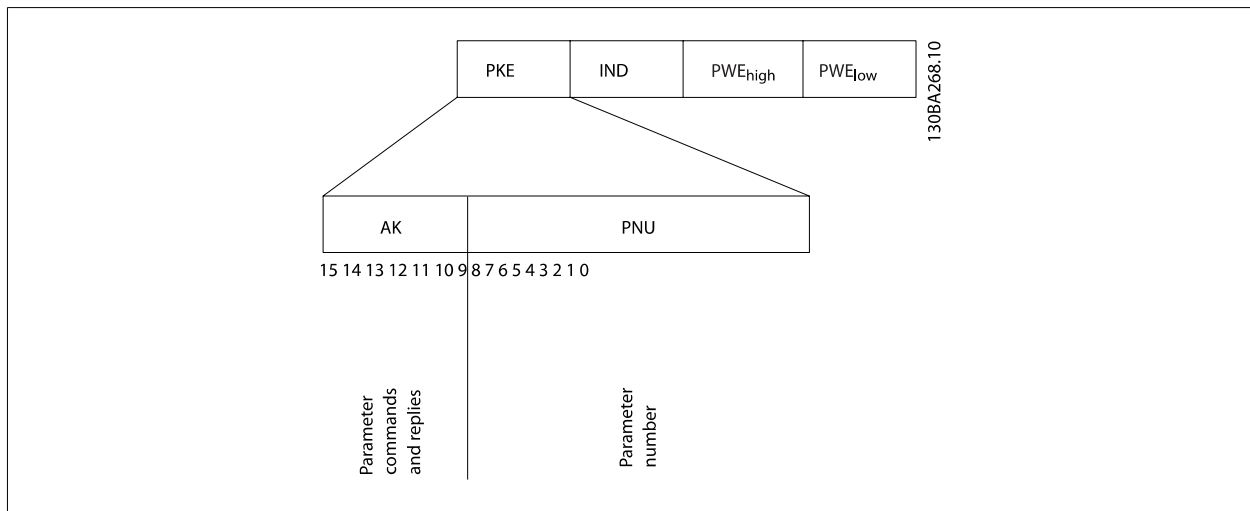 PKE IND PWEhigh PWElow
130BA268.10
AK PNU
15 14 13 12 11 10 9 8 7 6 5 4 3 2 1 0
Parameter
commands
and replies
Parameter
number